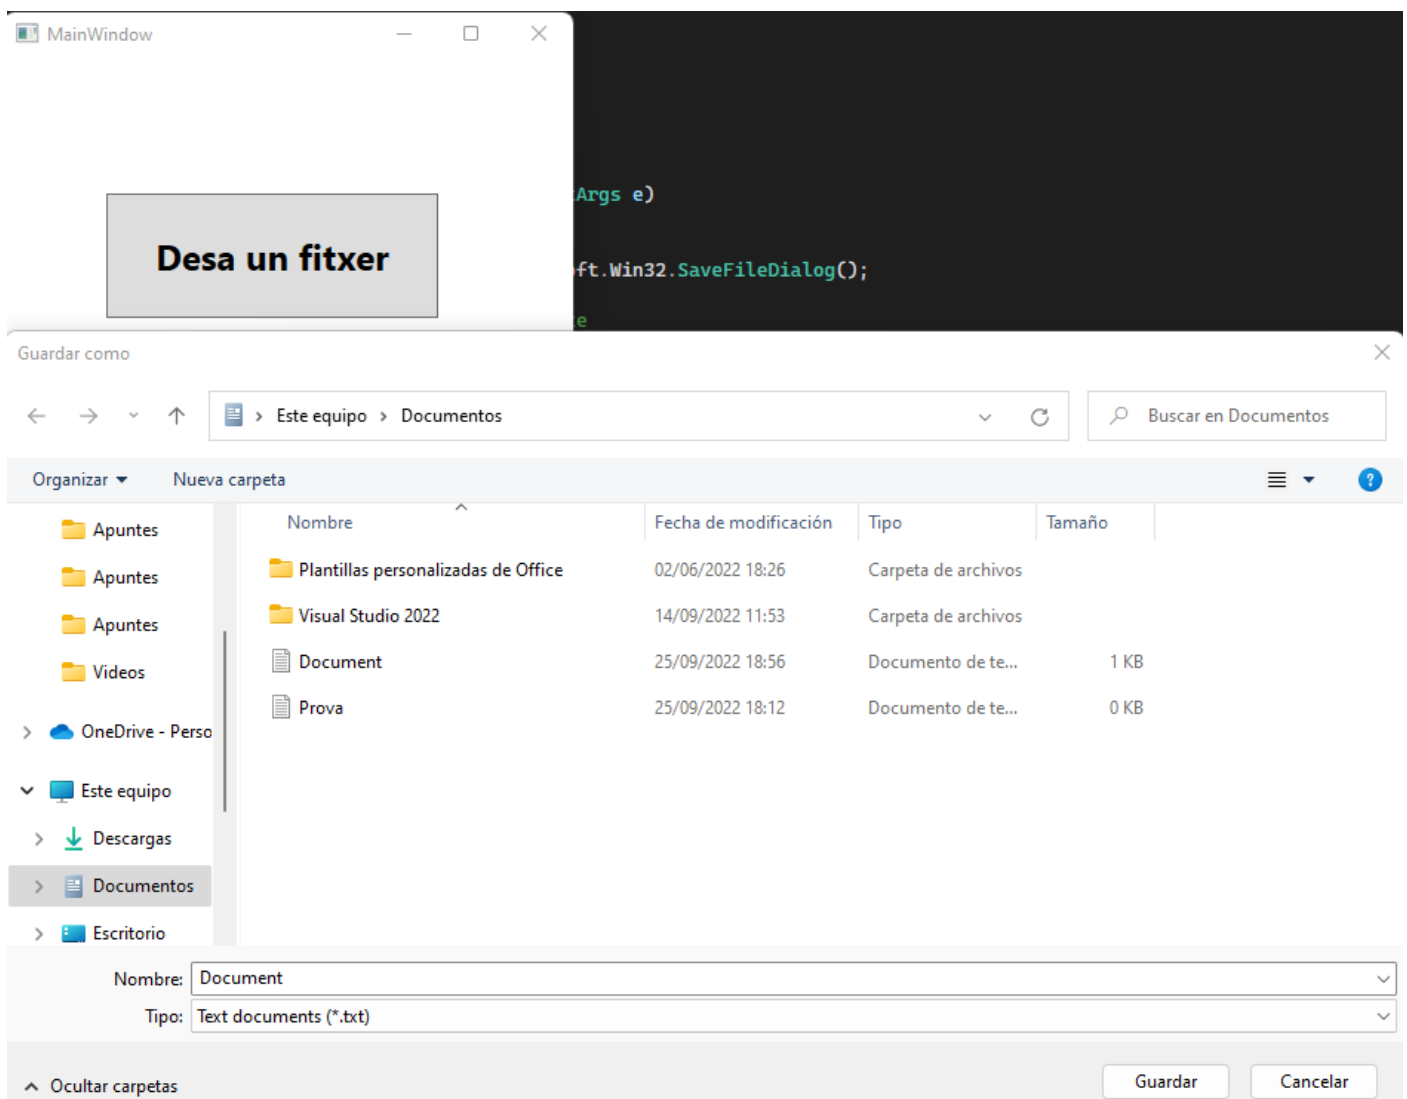 MainWindow
Args e)
Desa un fitxer
ft.Win32.SaveFileDialog();
e
Guardar como
Este equipo > Documentos
Buscar en Documentos
Organizar
Nueva carpeta
Nombre
Fecha de modificación
Tipo
Tamaño
Apuntes
Apuntes
Apuntes
Videos
OneDrive - Perso
Este equipo
Descargas
Documentos
Escritorio
Plantillas personalizadas de Office 02/06/2022 18:26 Carpeta de archivos
Visual Studio 2022 14/09/2022 11:53 Carpeta de archivos
Document 25/09/2022 18:56 Documento de te... 1 KB
Prova 25/09/2022 18:12 Documento de te... 0 KB
Nombre: Document
Tipo: Text documents (*.txt)
Ocultar carpetas
Guardar
Cancelar